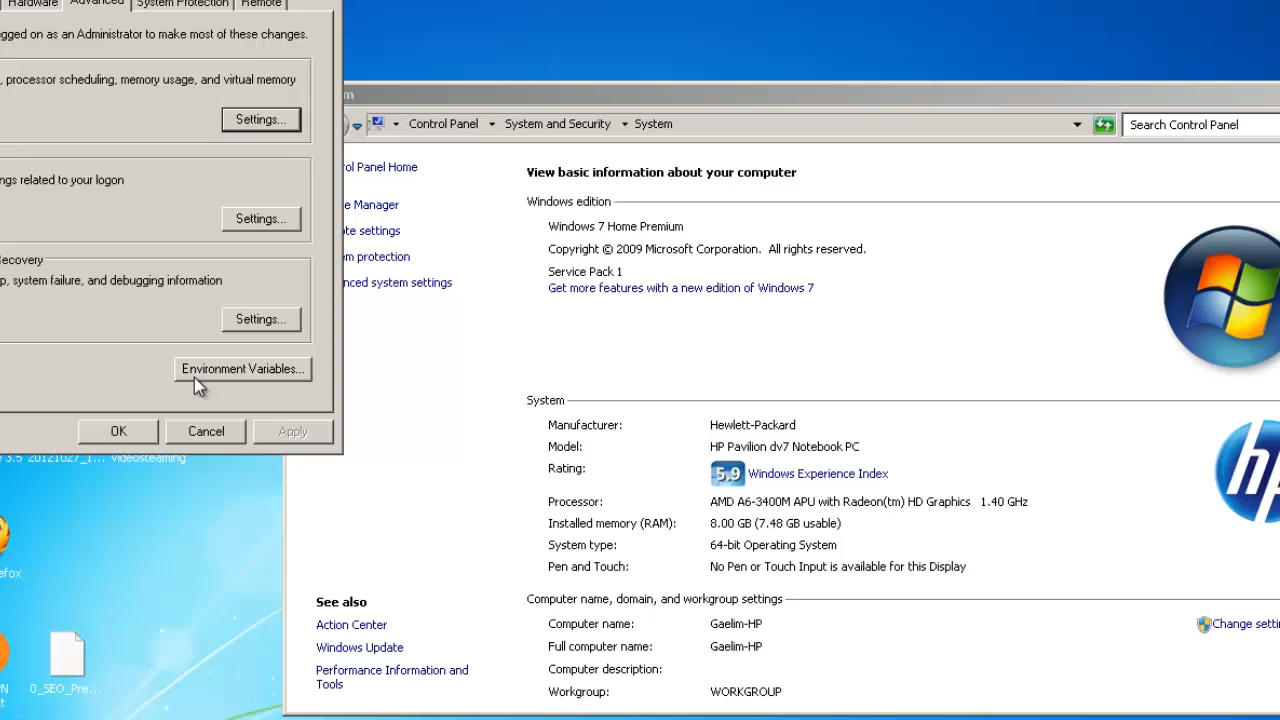 Hardware
Advanced
System Protection
Remote
gged on as an Administrator to make most of these changes.
, processor scheduling, memory usage, and virtual memory
Settings...
ngs related to your logon
Settings...
Recovery
p, system failure, and debugging information
Settings...
Environment Variables...
OK
Cancel
Apply
m
Control Panel
System and Security
System
Search Control Panel
rol Panel Home
e Manager
ote settings
em protection
nced system settings
View basic information about your computer
Windows edition
Windows 7 Home Premium
Copyright © 2009 Microsoft Corporation. All rights reserved.
Service Pack 1
Get more features with a new edition of Windows 7
System
Manufacturer: Hewlett-Packard
Model: HP Pavilion dv7 Notebook PC
Rating: 5.9 Windows Experience Index
Processor: AMD A6-3400M APU with Radeon(tm) HD Graphics 1.40 GHz
Installed memory (RAM): 8.00 GB (7.48 GB usable)
System type: 64-bit Operating System
Pen and Touch: No Pen or Touch Input is available for this Display
Computer name, domain, and workgroup settings
Computer name: Gaelim-HP
Change setti
Full computer name: Gaelim-HP
Computer description:
Workgroup: WORKGROUP
See also
Action Center
Windows Update
Performance Information and
Tools
hp
3.5 20121027_1... videosteaming
efox
PN
t
0_SEO_Pre...